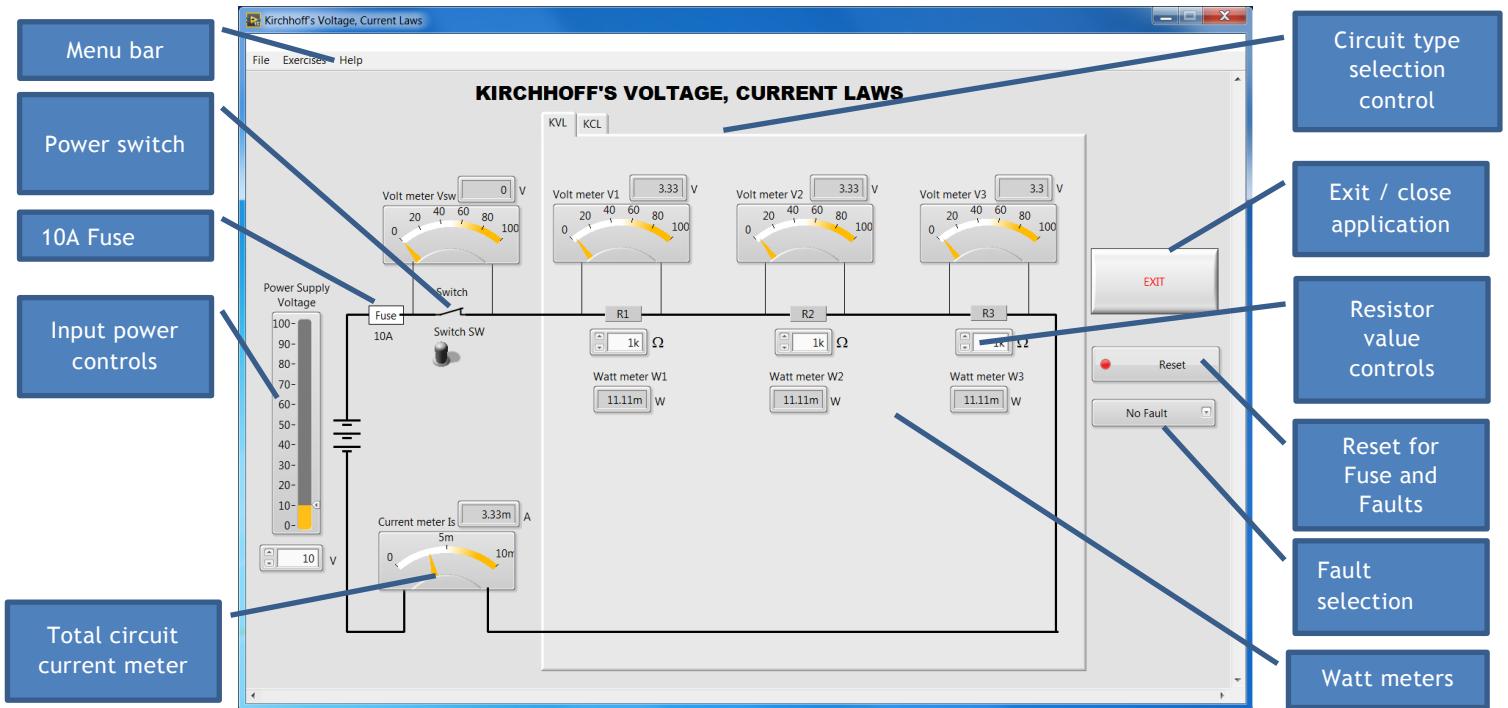 Kirchhoff's Voltage, Current Laws
File Exercises Help
KIRCHHOFF'S VOLTAGE, CURRENT LAWS
KVL KCL
Menu bar
Power switch
10A Fuse
Input power
controls
Total circuit
current meter
Volt meter Vsw
0 V
0 20 40 60 80 100
Volt meter V1
3.33 V
0 20 40 60 80 100
Volt meter V2
3.33 V
0 20 40 60 80 100
Volt meter V3
3.3 V
0 20 40 60 80 100
Power Supply
Voltage
100-
90-
80-
70-
60-
50-
40-
30-
20-
10-
0-
10 V
Fuse
10A
Switch
Switch SW
R1
1k Ω
Watt meter W1
11.11m W
R2
1k Ω
Watt meter W2
11.11m W
R3
1k Ω
Watt meter W3
11.11m W
Current meter Is
3.33m A
0 5m 10m
EXIT
Reset
No Fault
Circuit type
selection
control
Exit / close
application
Resistor
value
controls
Reset for
Fuse and
Faults
Fault
selection
Watt meters